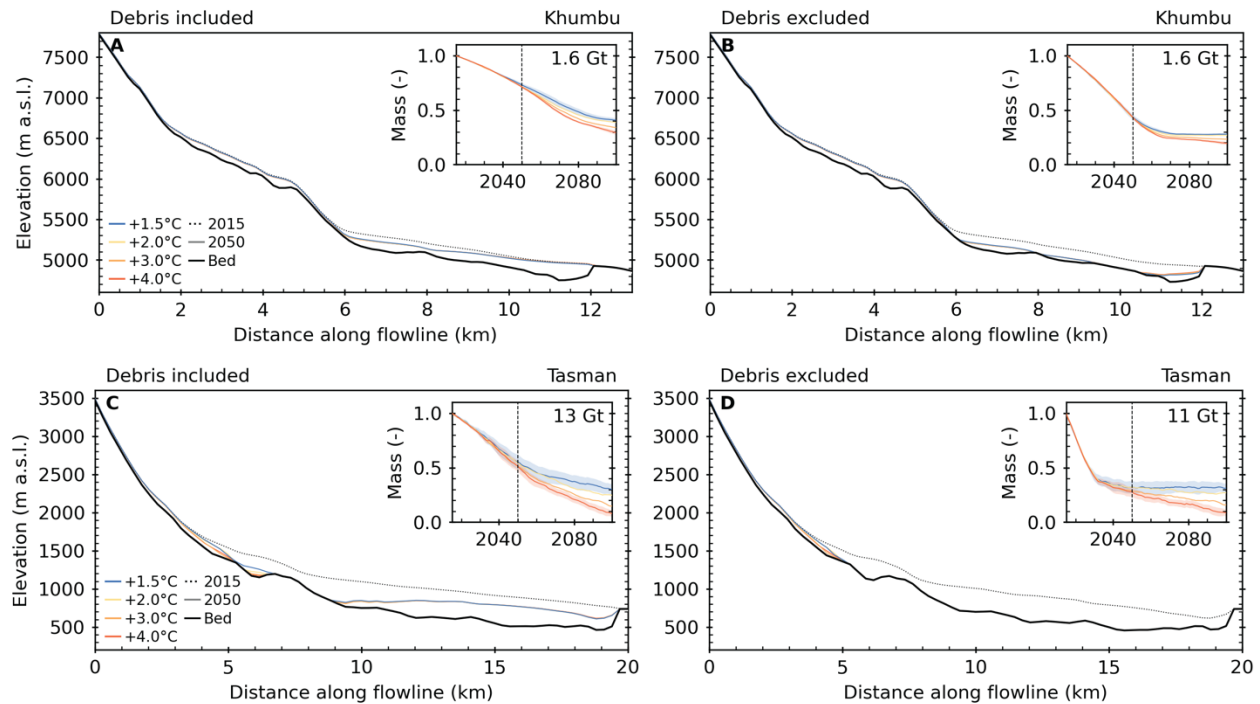 Debris included Khumbu
A
7500
7000
6500
6000
5500
5000
Elevation (m a.s.l.)
1.0
0.5
0.0
Mass (-)
1.6 Gt
2040 2080
+1.5°C 2015
+2.0°C 2050
+3.0°C Bed
+4.0°C
0 2 4 6 8 10 12
Distance along flowline (km)
Debris excluded Khumbu
B
7500
7000
6500
6000
5500
5000
1.0
0.5
0.0
Mass (-)
1.6 Gt
2040 2080
0 2 4 6 8 10 12
Distance along flowline (km)
Debris included Tasman
C
3500
3000
2500
2000
1500
1000
500
Elevation (m a.s.l.)
1.0
0.5
0.0
Mass (-)
13 Gt
2040 2080
+1.5°C 2015
+2.0°C 2050
+3.0°C Bed
+4.0°C
0 5 10 15 20
Distance along flowline (km)
Debris excluded Tasman
D
3500
3000
2500
2000
1500
1000
500
1.0
0.5
0.0
Mass (-)
11 Gt
2040 2080
0 5 10 15 20
Distance along flowline (km)